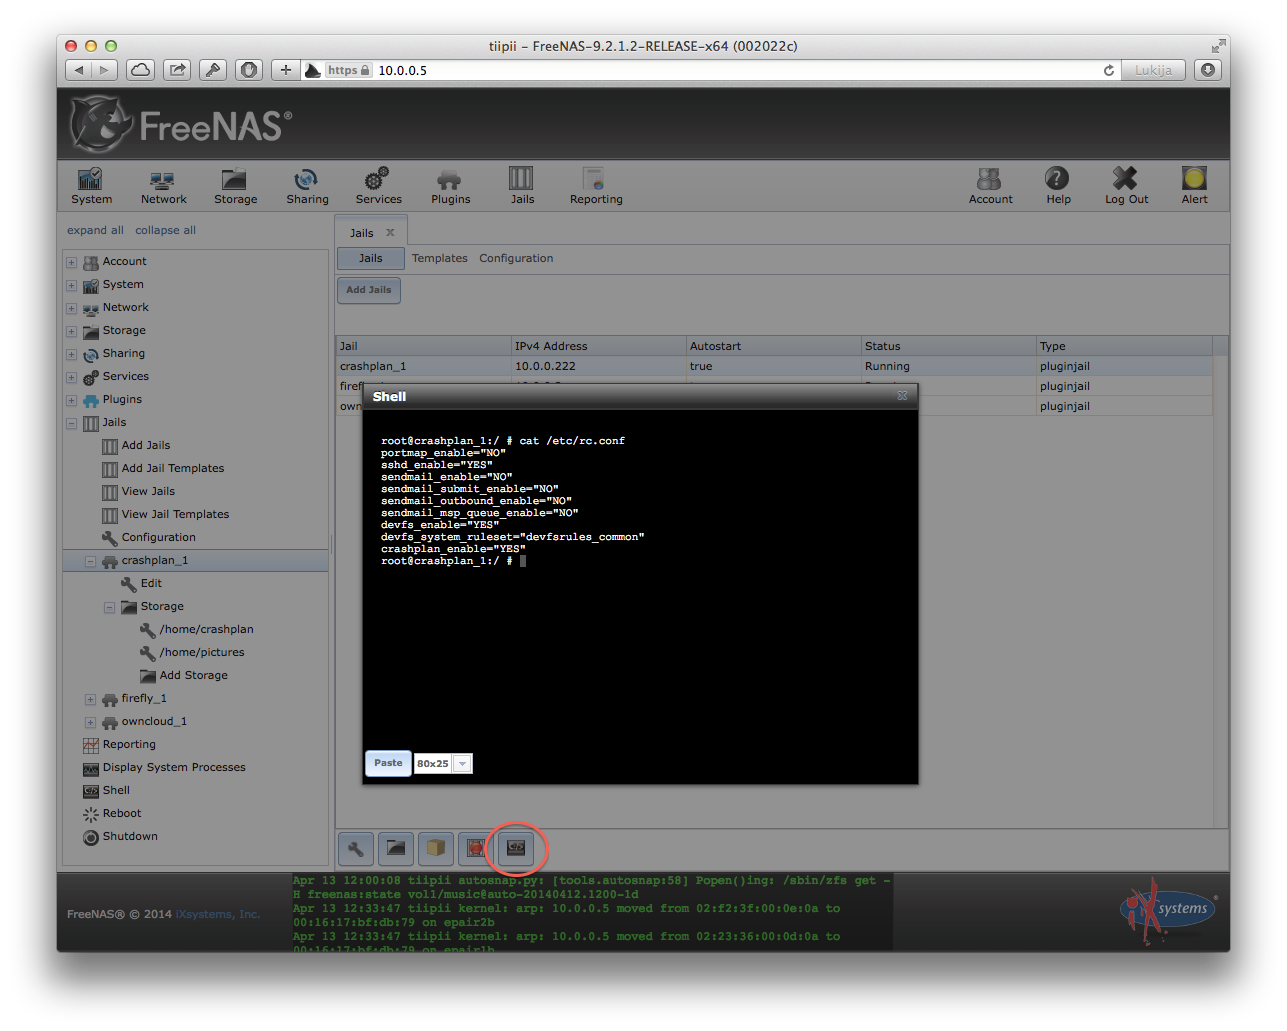 tiipii – FreeNAS-9.2.1.2-RELEASE-x64 (002022c)
https 10.0.0.5
Lukija
FreeNAS®
System
Network
Storage
Sharing
Services
Plugins
Jails
Reporting
Account
Help
Log Out
Alert
expand all collapse all
Account
System
Network
Storage
Sharing
Services
Plugins
Jails
Add Jails
Add Jail Templates
View Jails
View Jail Templates
Configuration
crashplan_1
Edit
Storage
/home/crashplan
/home/pictures
Add Storage
firefly_1
owncloud_1
Reporting
Display System Processes
Shell
Reboot
Shutdown
Jails
Jails Templates Configuration
Add Jails
Jail IPv4 Address Autostart Status Type
crashplan_1 10.0.0.222 true Running pluginjail
pluginjail
pluginjail
Shell
root@crashplan_1:/ # cat /etc/rc.conf
portmap_enable="NO"
sshd_enable="YES"
sendmail_enable="NO"
sendmail_submit_enable="NO"
sendmail_outbound_enable="NO"
sendmail_msp_queue_enable="NO"
devfs_enable="YES"
devfs_system_ruleset="devfsrules_common"
crashplan_enable="YES"
root@crashplan_1:/ #
Paste 80x25
FreeNAS® © 2014 iXsystems, Inc.
Apr 13 12:00:08 tiipii autosnap.py: [tools.autosnap:58] Popen()ing: /sbin/zfs get -
H freenas:state vol1/music@auto-20140412.1200-1d
Apr 13 12:33:47 tiipii kernel: arp: 10.0.0.5 moved from 02:f2:3f:00:0e:0a to
00:16:17:bf:db:79 on epair2b
Apr 13 12:33:47 tiipii kernel: arp: 10.0.0.5 moved from 02:23:36:00:0d:0a to
00:16:17:bf:db:79 on epair1b
iXsystems